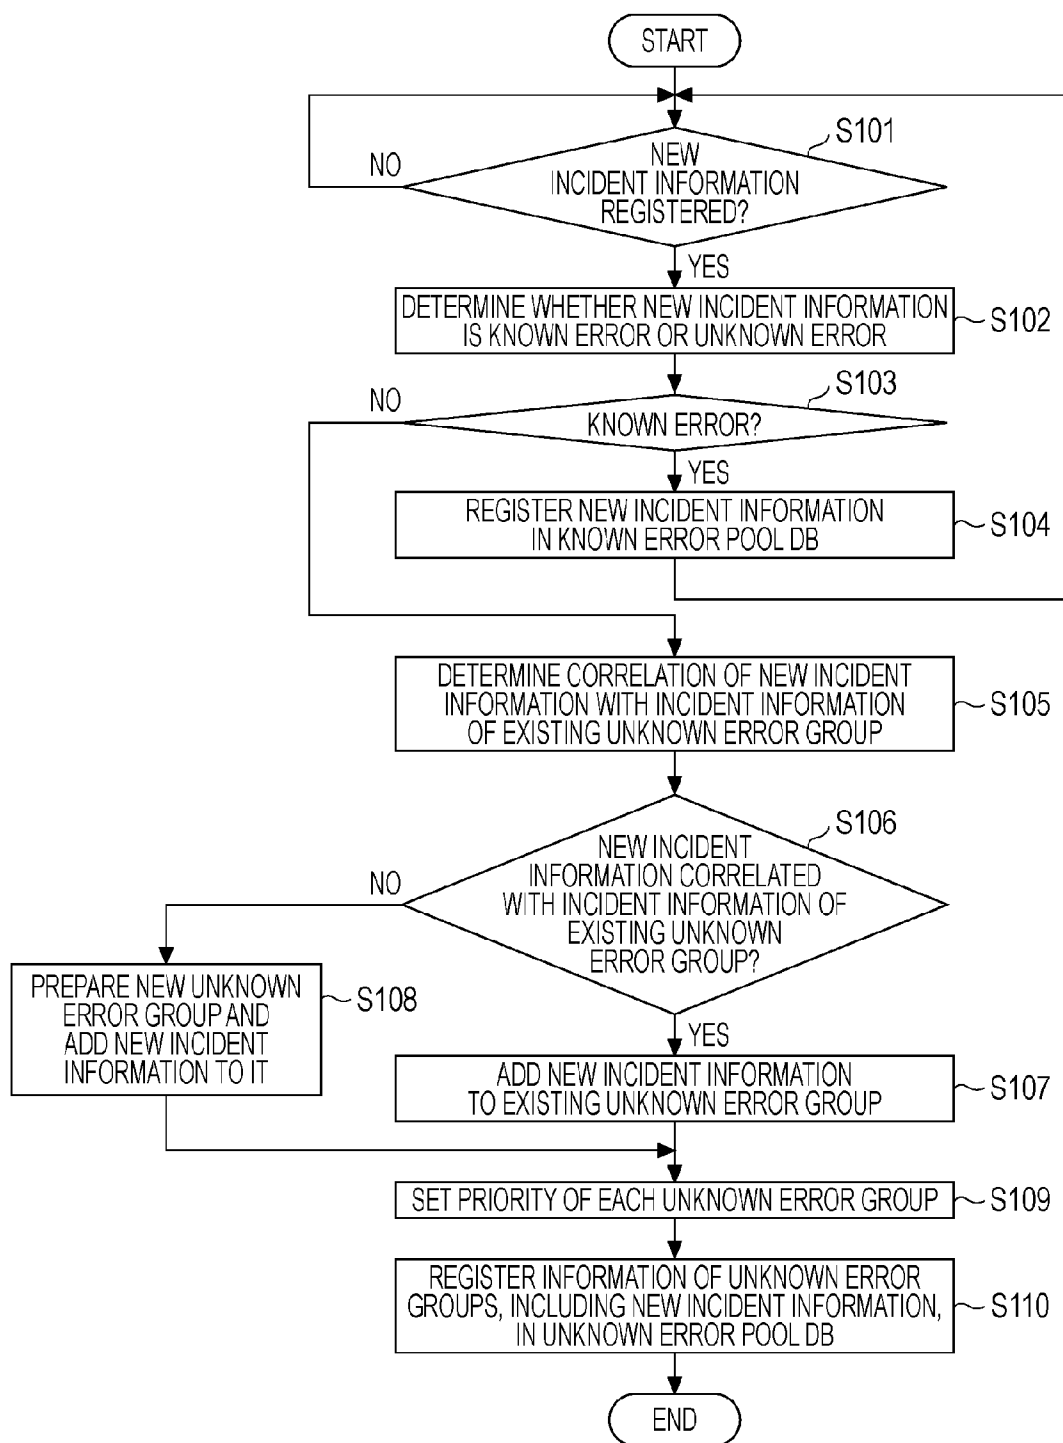 START
S101
NO
NEW
INCIDENT INFORMATION
REGISTERED?
YES
DETERMINE WHETHER NEW INCIDENT INFORMATION
IS KNOWN ERROR OR UNKNOWN ERROR
S102
S103
NO
KNOWN ERROR?
YES
REGISTER NEW INCIDENT INFORMATION
IN KNOWN ERROR POOL DB
S104
DETERMINE CORRELATION OF NEW INCIDENT
INFORMATION WITH INCIDENT INFORMATION
OF EXISTING UNKNOWN ERROR GROUP
S105
S106
NO
NEW INCIDENT
INFORMATION CORRELATED
WITH INCIDENT INFORMATION OF
EXISTING UNKNOWN
ERROR GROUP?
PREPARE NEW UNKNOWN
ERROR GROUP AND
ADD NEW INCIDENT
INFORMATION TO IT
S108
YES
ADD NEW INCIDENT INFORMATION
TO EXISTING UNKNOWN ERROR GROUP
S107
SET PRIORITY OF EACH UNKNOWN ERROR GROUP
S109
REGISTER INFORMATION OF UNKNOWN ERROR
GROUPS, INCLUDING NEW INCIDENT INFORMATION,
IN UNKNOWN ERROR POOL DB
S110
END